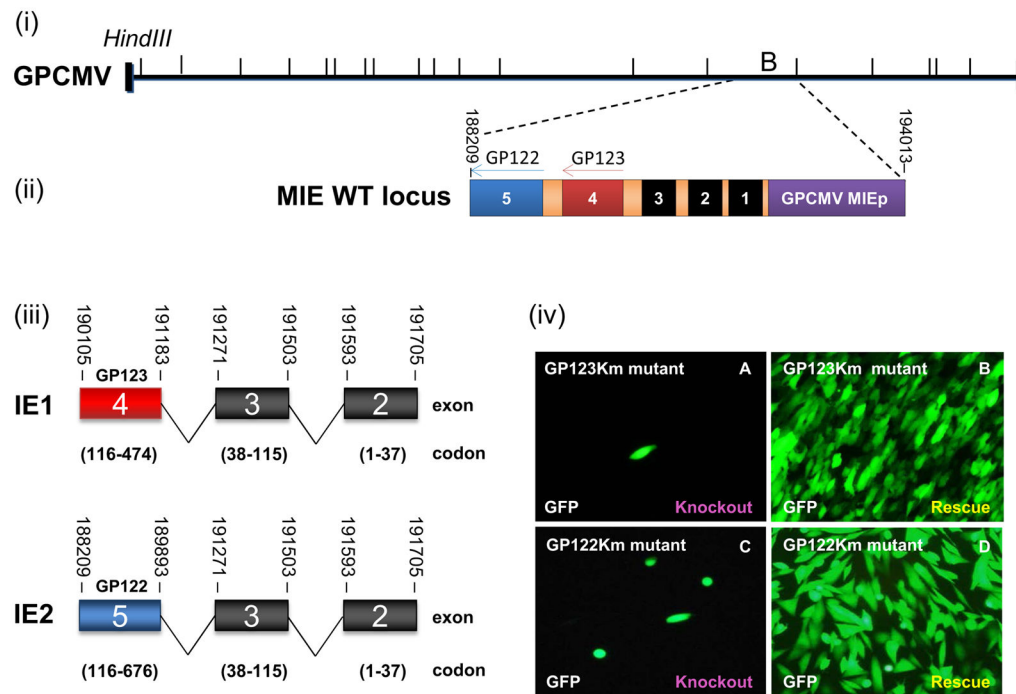 (i)
HindIII
GPCMV
B
188209
194013
GP122
GP123
(ii)
MIE WT locus
5
4
3
2
1
GPCMV MIEp
(iii)
190105
191183
191271
191503
191593
191705
GP123
IE1
4
3
2
exon
(116-474)
(38-115)
(1-37)
codon
188209
189893
191271
191503
191593
191705
GP122
IE2
5
3
2
exon
(116-676)
(38-115)
(1-37)
codon
(iv)
GP123Km mutant A
GFP Knockout
GP123Km mutant B
GFP Rescue
GP122Km mutant C
GFP Knockout
GP122Km mutant D
GFP Rescue